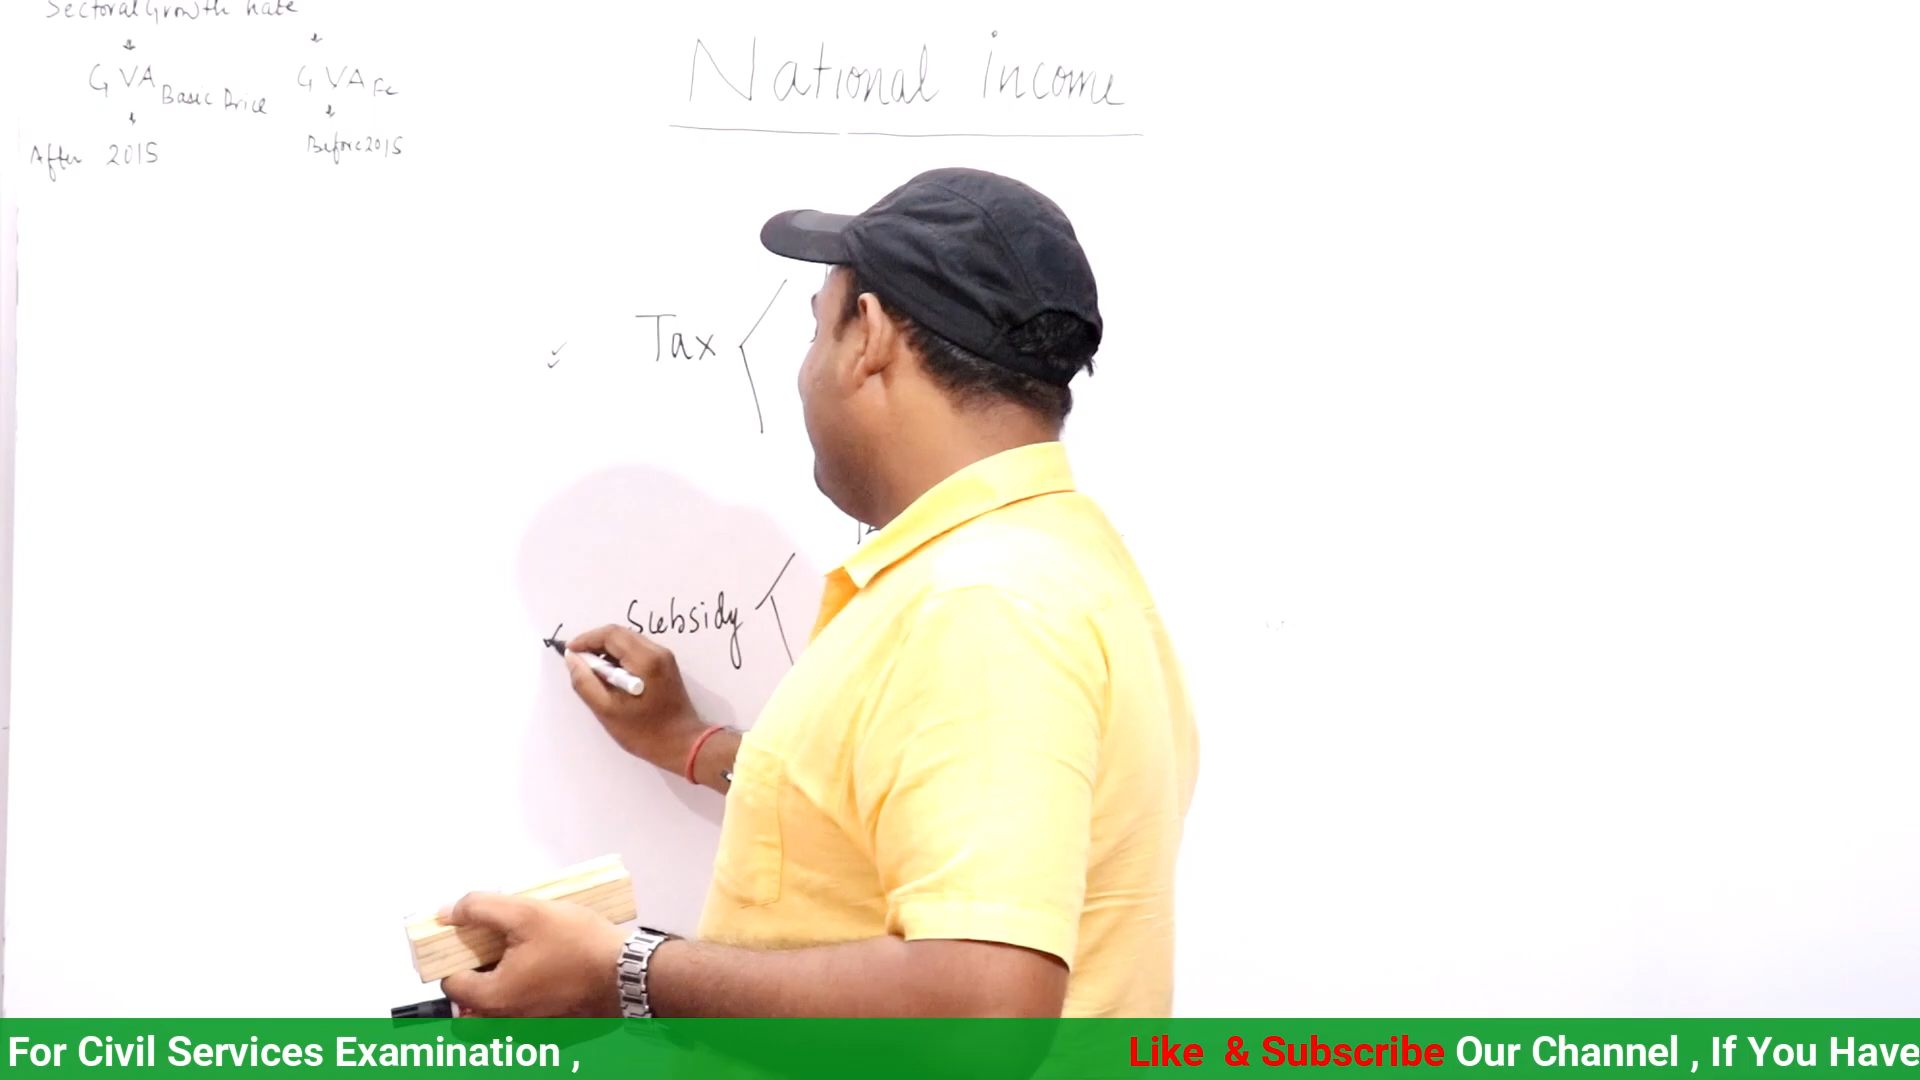 Sectoral Growth Rate
GVA Basic Price GVA FC
After 2015 Before 2015
National income
Tax
Subsidy
For Civil Services Examination , Like & Subscribe Our Channel , If You Have